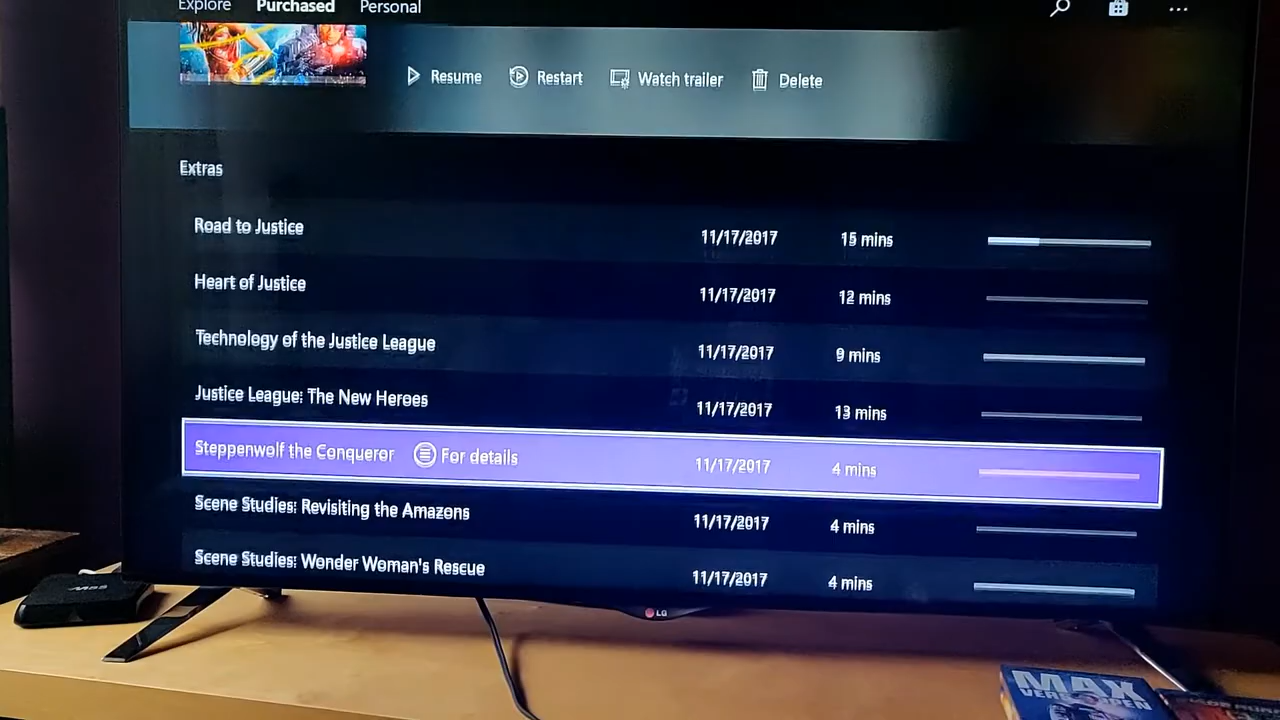 Explore Purchased Personal
Resume Restart Watch trailer Delete
Extras
Road to Justice 11/17/2017 15 mins
Heart of Justice 11/17/2017 12 mins
Technology of the Justice League 11/17/2017 9 mins
Justice League: The New Heroes 11/17/2017 13 mins
Steppenwolf the Conqueror For details 11/17/2017 4 mins
Scene Studies: Revisiting the Amazons 11/17/2017 4 mins
Scene Studies: Wonder Woman's Rescue 11/17/2017 4 mins
LG
MAX